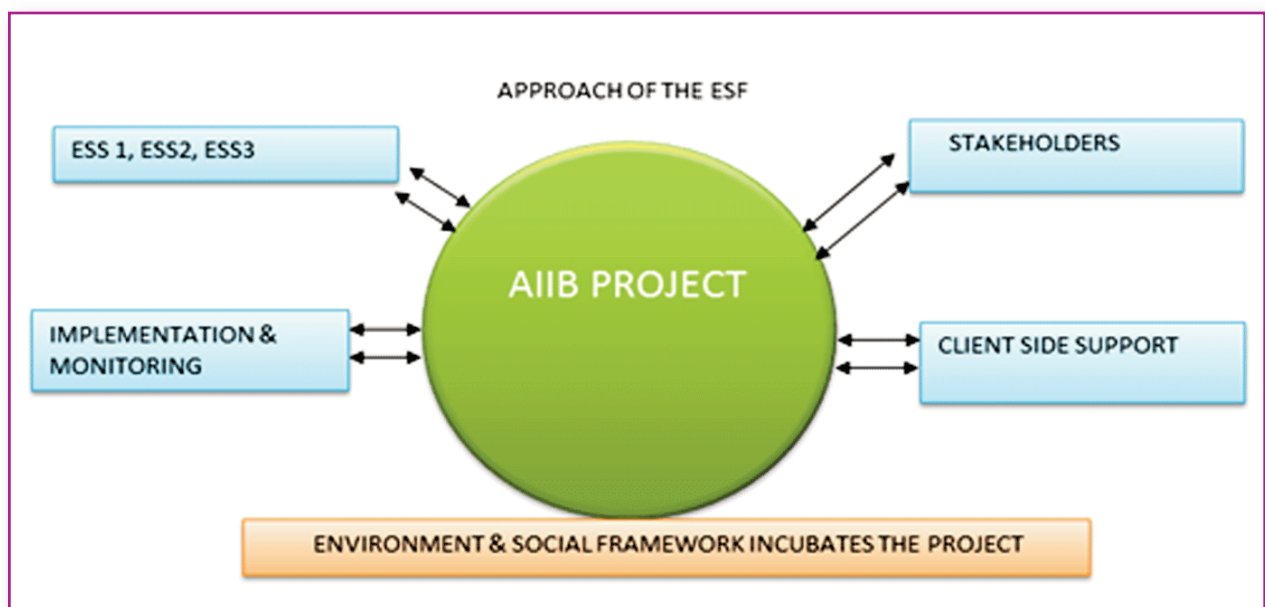 APPROACH OF THE ESF
ESS 1, ESS2, ESS3
STAKEHOLDERS
AIIB PROJECT
IMPLEMENTATION &
MONITORING
CLIENT SIDE SUPPORT
ENVIRONMENT & SOCIAL FRAMEWORK INCUBATES THE PROJECT